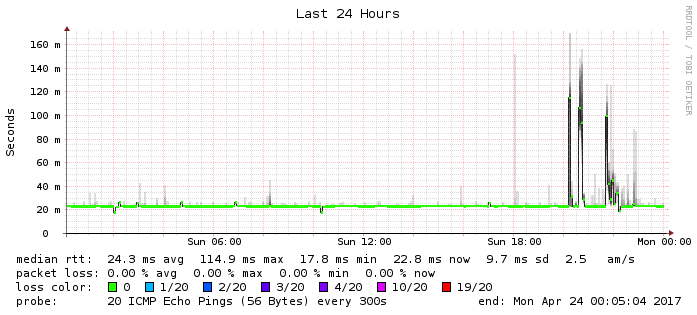 Last 24 Hours
RRDTOOL / TOBI OETIKER
Seconds
160 m
140 m
120 m
100 m
80 m
60 m
40 m
20 m
0
Sun 06:00 Sun 12:00 Sun 18:00 Mon 00:00
median rtt: 24.3 ms avg 114.9 ms max 17.8 ms min 22.8 ms now 9.7 ms sd 2.5 am/s
packet loss: 0.00 % avg 0.00 % max 0.00 % min 0.00 % now
loss color: 0 1/20 2/20 3/20 4/20 10/20 19/20
probe: 20 ICMP Echo Pings (56 Bytes) every 300s end: Mon Apr 24 00:05:04 2017